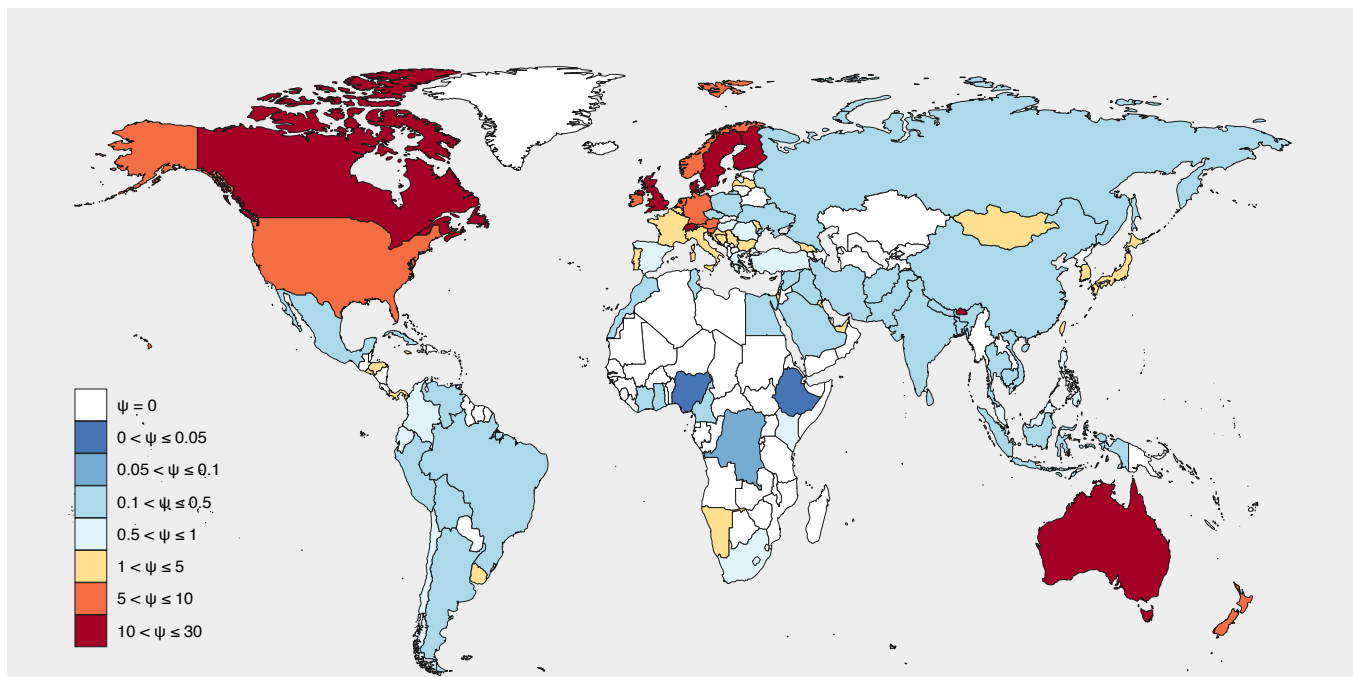 ψ = 0
0 < ψ ≤ 0.05
0.05 < ψ ≤ 0.1
0.1 < ψ ≤ 0.5
0.5 < ψ ≤ 1
1 < ψ ≤ 5
5 < ψ ≤ 10
10 < ψ ≤ 30